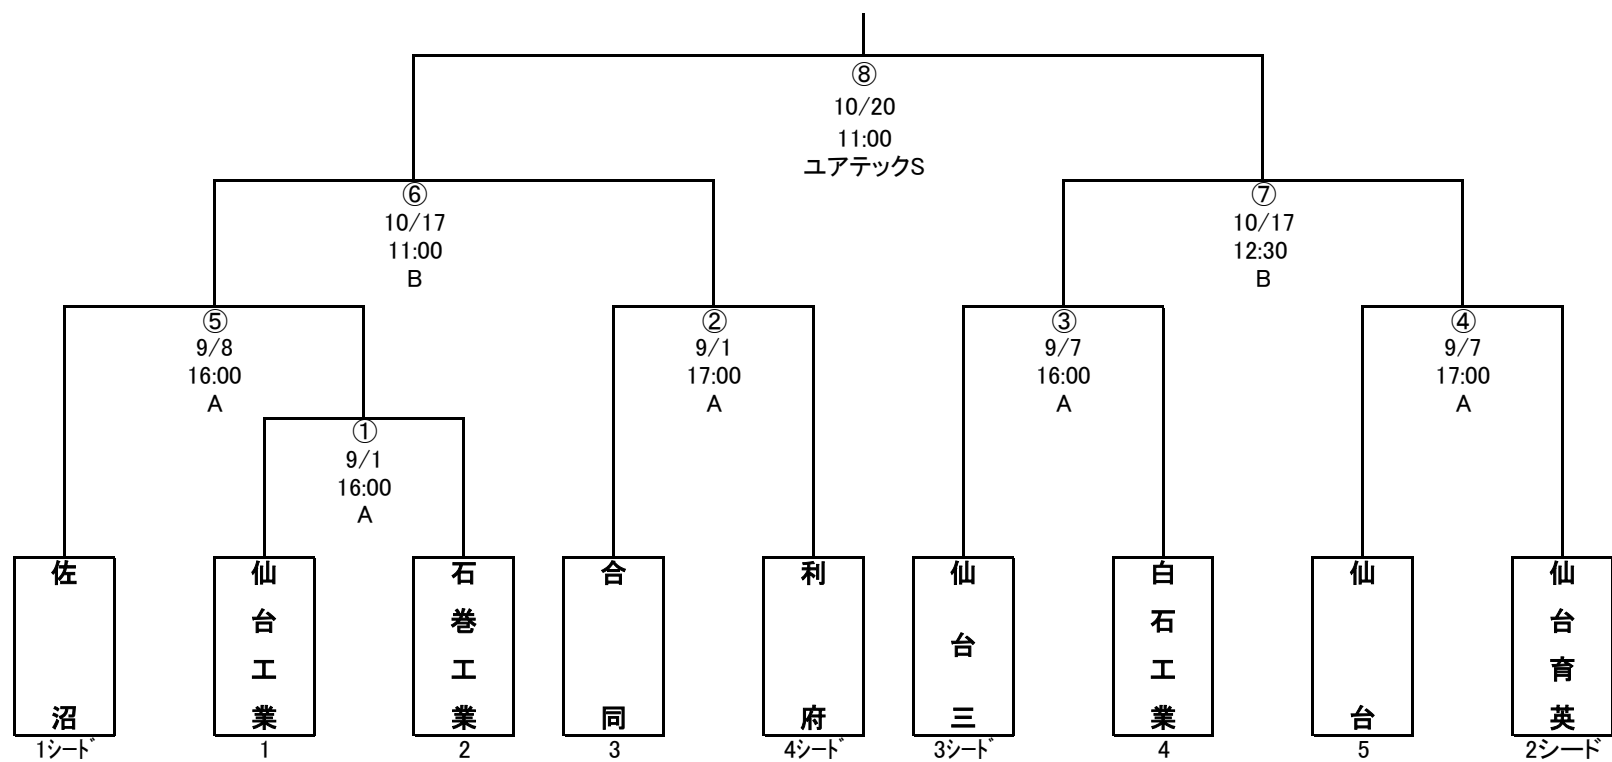 ⑧
10/20
11:00
ユアテックS
⑥
10/17
11:00
B
⑦
10/17
12:30
B
⑤
9/8
16:00
A
②
9/1
17:00
A
③
9/7
16:00
A
④
9/7
17:00
A
①
9/1
16:00
A
佐沼
仙台工業
石巻工業
合同
利府
仙台三
白石工業
仙台
仙台育英
1ｼｰﾄﾞ
1
2
3
4ｼｰﾄﾞ
3ｼｰﾄﾞ
4
5
2シード